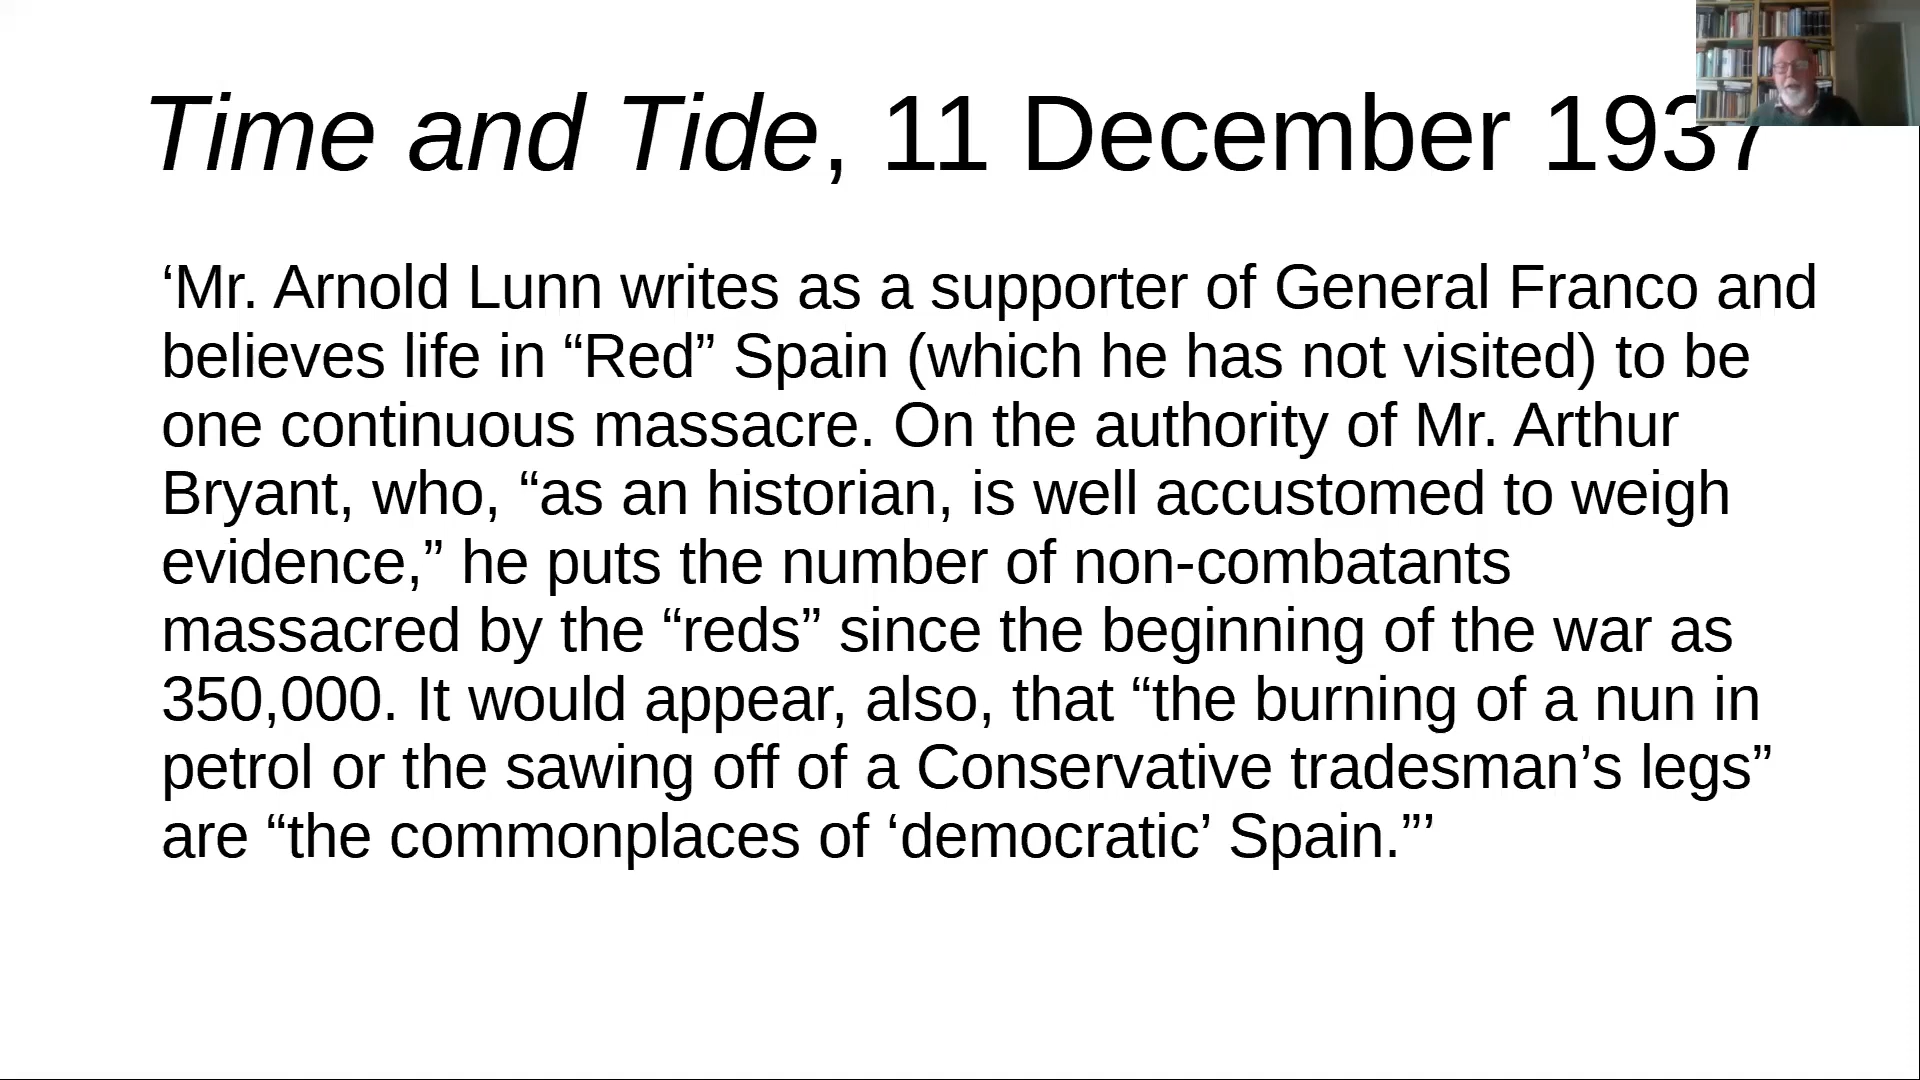 Time and Tide, 11 December 1937
‘Mr. Arnold Lunn writes as a supporter of General Franco and
believes life in “Red” Spain (which he has not visited) to be
one continuous massacre. On the authority of Mr. Arthur
Bryant, who, “as an historian, is well accustomed to weigh
evidence,” he puts the number of non-combatants
massacred by the “reds” since the beginning of the war as
350,000. It would appear, also, that “the burning of a nun in
petrol or the sawing off of a Conservative tradesman’s legs”
are “the commonplaces of ‘democratic’ Spain.”’